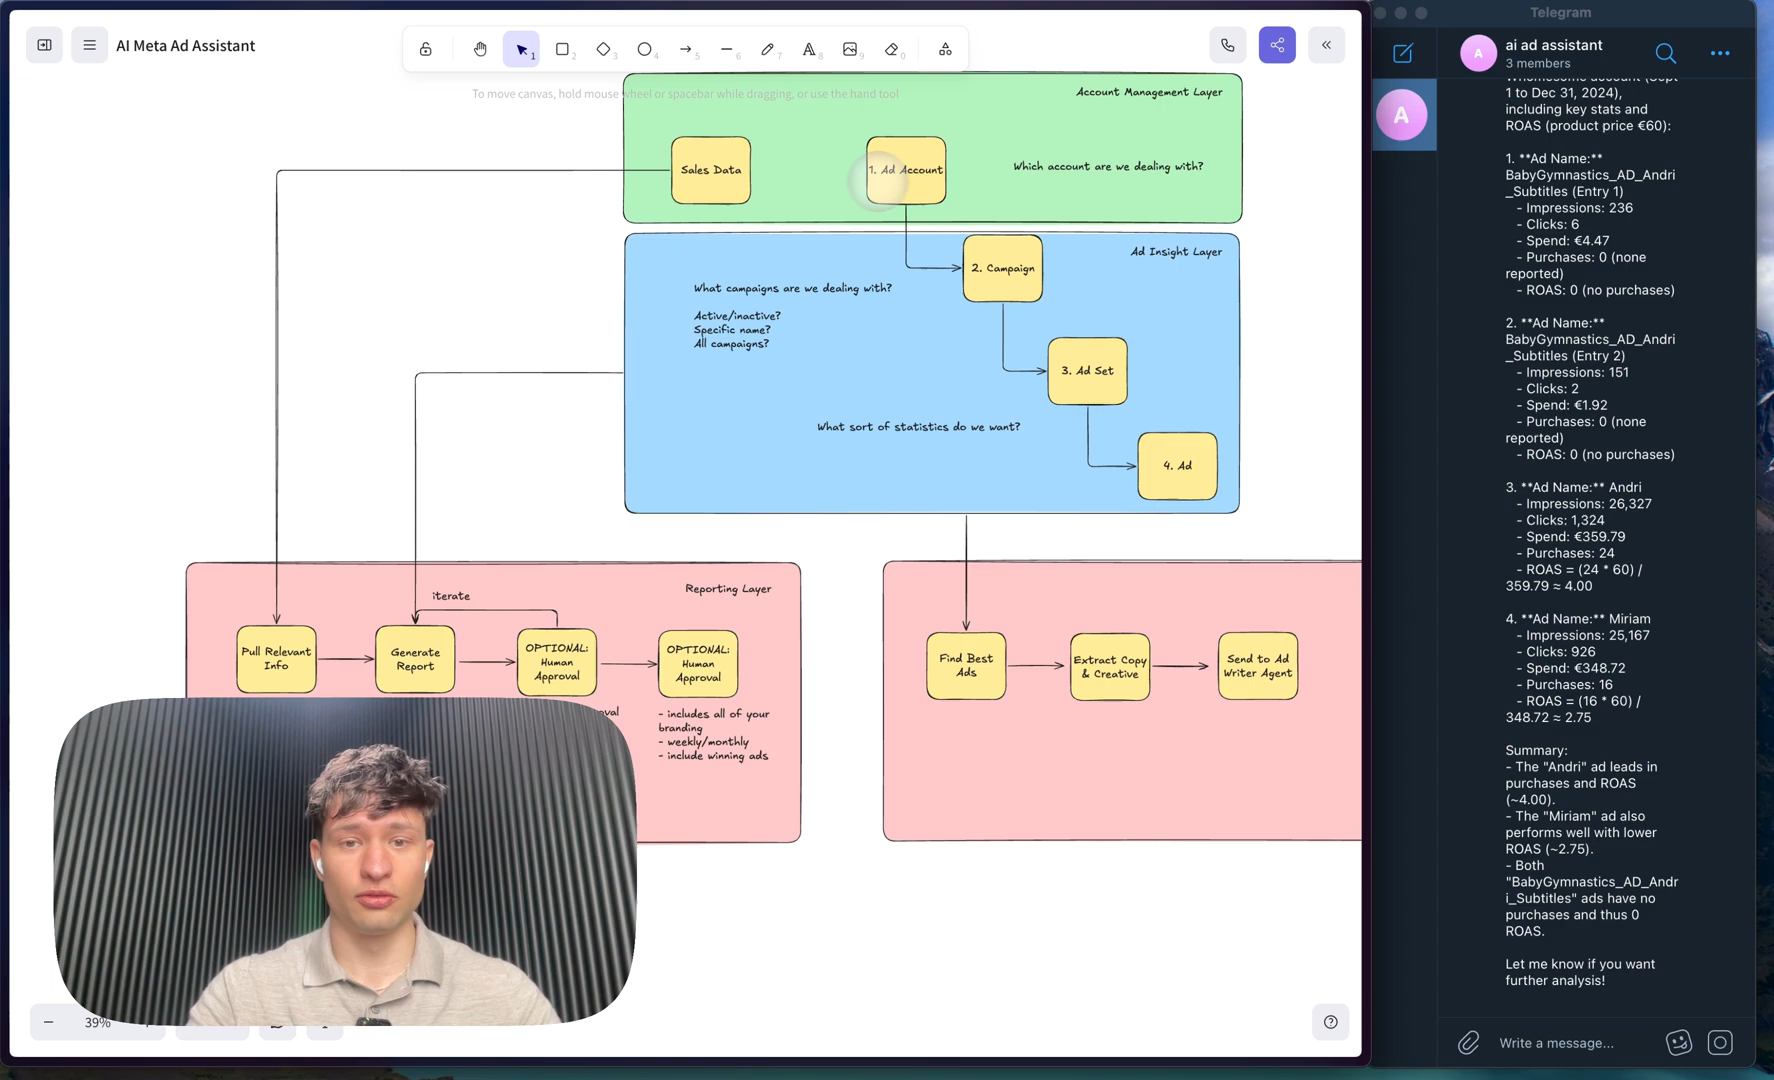 AI Meta Ad Assistant
1
2
3
4
5
6
7
8
9
0
To move canvas, hold mouse wheel or spacebar while dragging, or use the hand tool
Account Management Layer
Sales Data
1. Ad Account
Which account are we dealing with?
Ad Insight Layer
2. Campaign
What campaigns are we dealing with?
Active/inactive?
Specific name?
All campaigns?
3. Ad Set
What sort of statistics do we want?
4. Ad
Reporting Layer
iterate
Pull Relevant
Info
Generate
Report
OPTIONAL:
Human
Approval
OPTIONAL:
Human
Approval
- includes all of your
branding
- weekly/monthly
- include winning ads
Find Best
Ads
Extract Copy
& Creative
Send to Ad
Writer Agent
39%
Telegram
A
ai ad assistant
3 members
A
1 to Dec 31, 2024),
including key stats and
ROAS (product price €60):
1. **Ad Name:**
BabyGymnastics_AD_Andri
_Subtitles (Entry 1)
- Impressions: 236
- Clicks: 6
- Spend: €4.47
- Purchases: 0 (none
reported)
- ROAS: 0 (no purchases)
2. **Ad Name:**
BabyGymnastics_AD_Andri
_Subtitles (Entry 2)
- Impressions: 151
- Clicks: 2
- Spend: €1.92
- Purchases: 0 (none
reported)
- ROAS: 0 (no purchases)
3. **Ad Name:** Andri
- Impressions: 26,327
- Clicks: 1,324
- Spend: €359.79
- Purchases: 24
- ROAS = (24 * 60) /
359.79 ≈ 4.00
4. **Ad Name:** Miriam
- Impressions: 25,167
- Clicks: 926
- Spend: €348.72
- Purchases: 16
- ROAS = (16 * 60) /
348.72 ≈ 2.75
Summary:
- The "Andri" ad leads in
purchases and ROAS
(~4.00).
- The "Miriam" ad also
performs well with lower
ROAS (~2.75).
- Both
"BabyGymnastics_AD_Andr
i_Subtitles" ads have no
purchases and thus 0
ROAS.
Let me know if you want
further analysis!
Write a message...